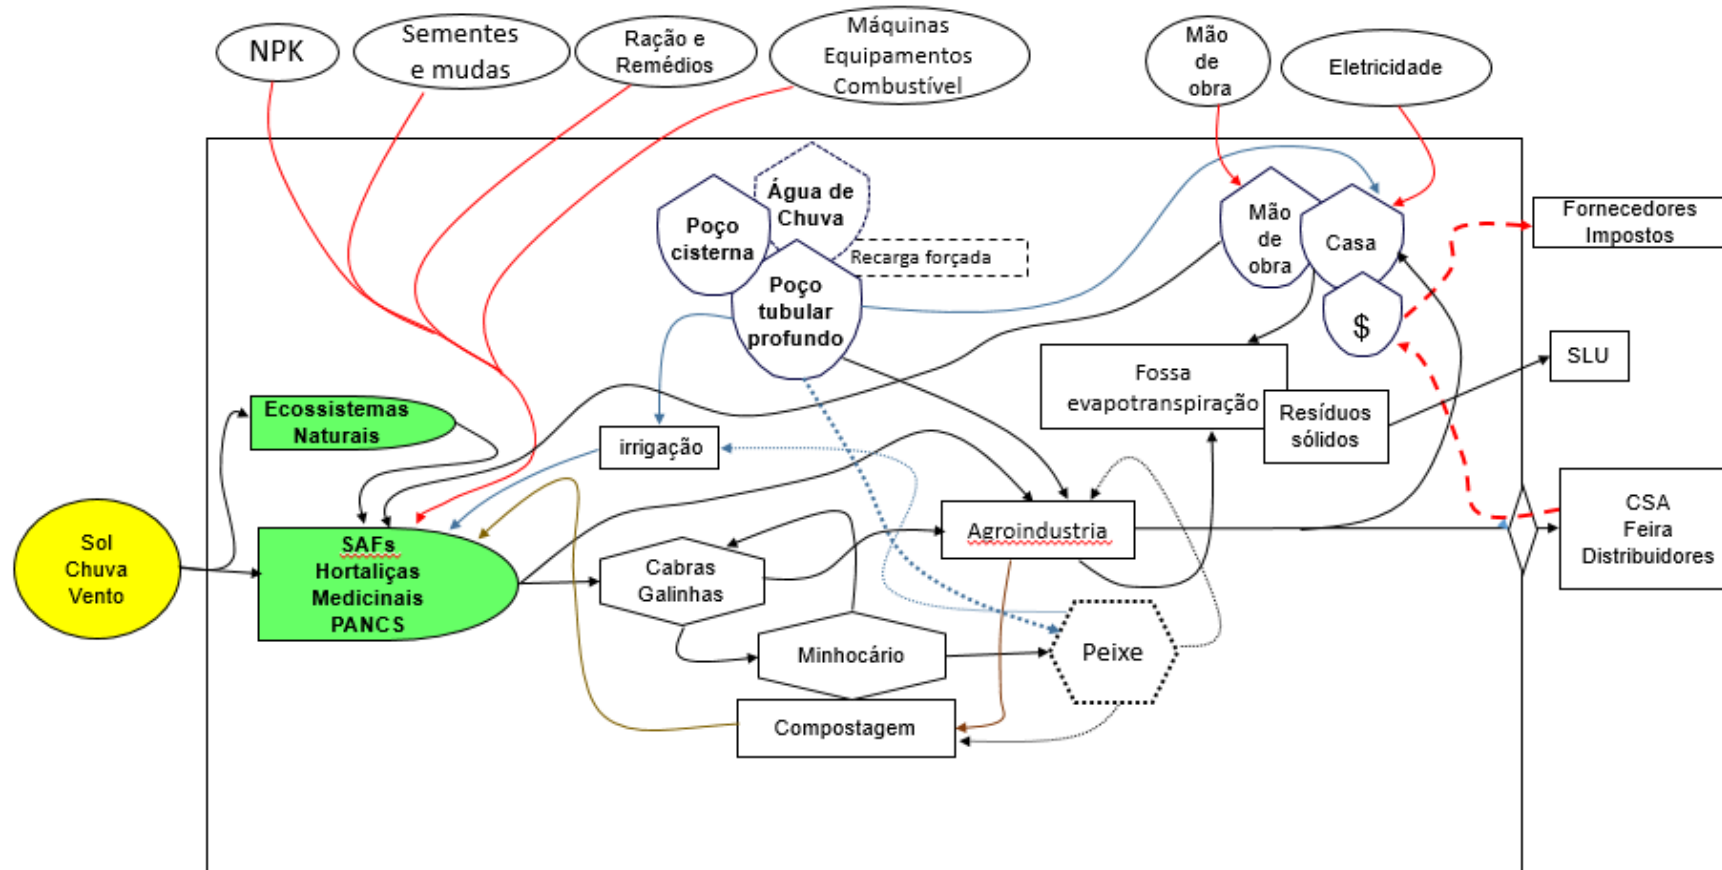 NPK
Sementes
e mudas
Ração e
Remédios
Máquinas
Equipamentos
Combustível
Mão
de
obra
Eletricidade
Água de
Chuva
Poço
cisterna
Recarga forçada
Poço
tubular
profundo
Mão
de
obra
Casa
$
Fornecedores
Impostos
SLU
Fossa
evapotranspiração
Resíduos
sólidos
Ecossistemas
Naturais
irrigação
Sol
Chuva
Vento
SAFs
Hortaliças
Medicinais
PANCS
Cabras
Galinhas
Agroindustria
CSA
Feira
Distribuidores
Minhocário
Peixe
Compostagem